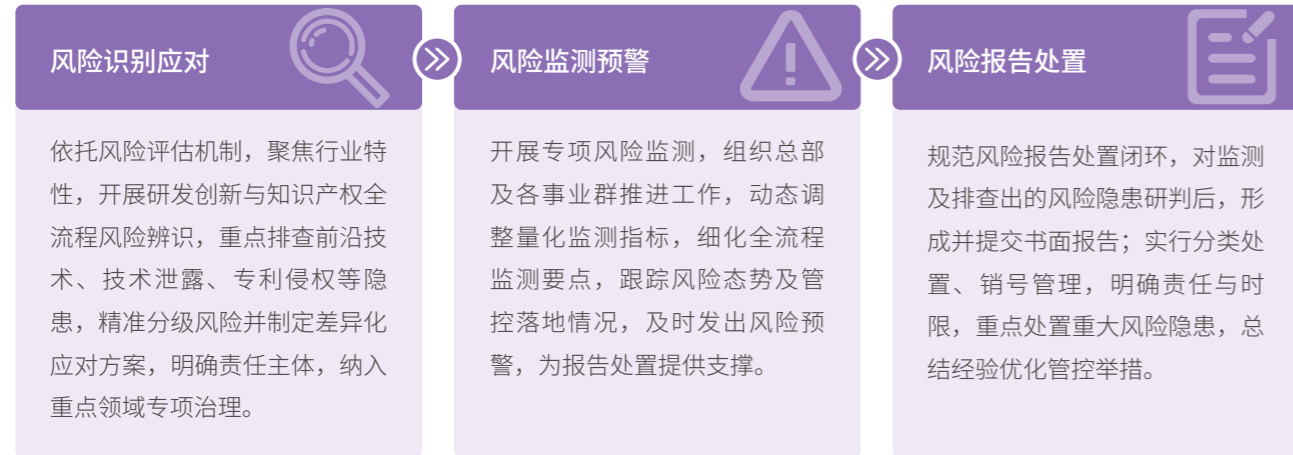 风险识别应对
依托风险评估机制，聚焦行业特
性，开展研发创新与知识产权全
流程风险辨识，重点排查前沿技
术、技术泄露、专利侵权等隐
患，精准分级风险并制定差异化
应对方案，明确责任主体，纳入
重点领域专项治理。
风险监测预警
开展专项风险监测，组织总部
及各事业群推进工作，动态调
整量化监测指标，细化全流程
监测要点，跟踪风险态势及管
控落地情况，及时发出风险预
警，为报告处置提供支撑。
风险报告处置
规范风险报告处置闭环，对监测
及排查出的风险隐患研判后，形
成并提交书面报告；实行分类处
置、销号管理，明确责任与时
限，重点处置重大风险隐患，总
结经验优化管控举措。